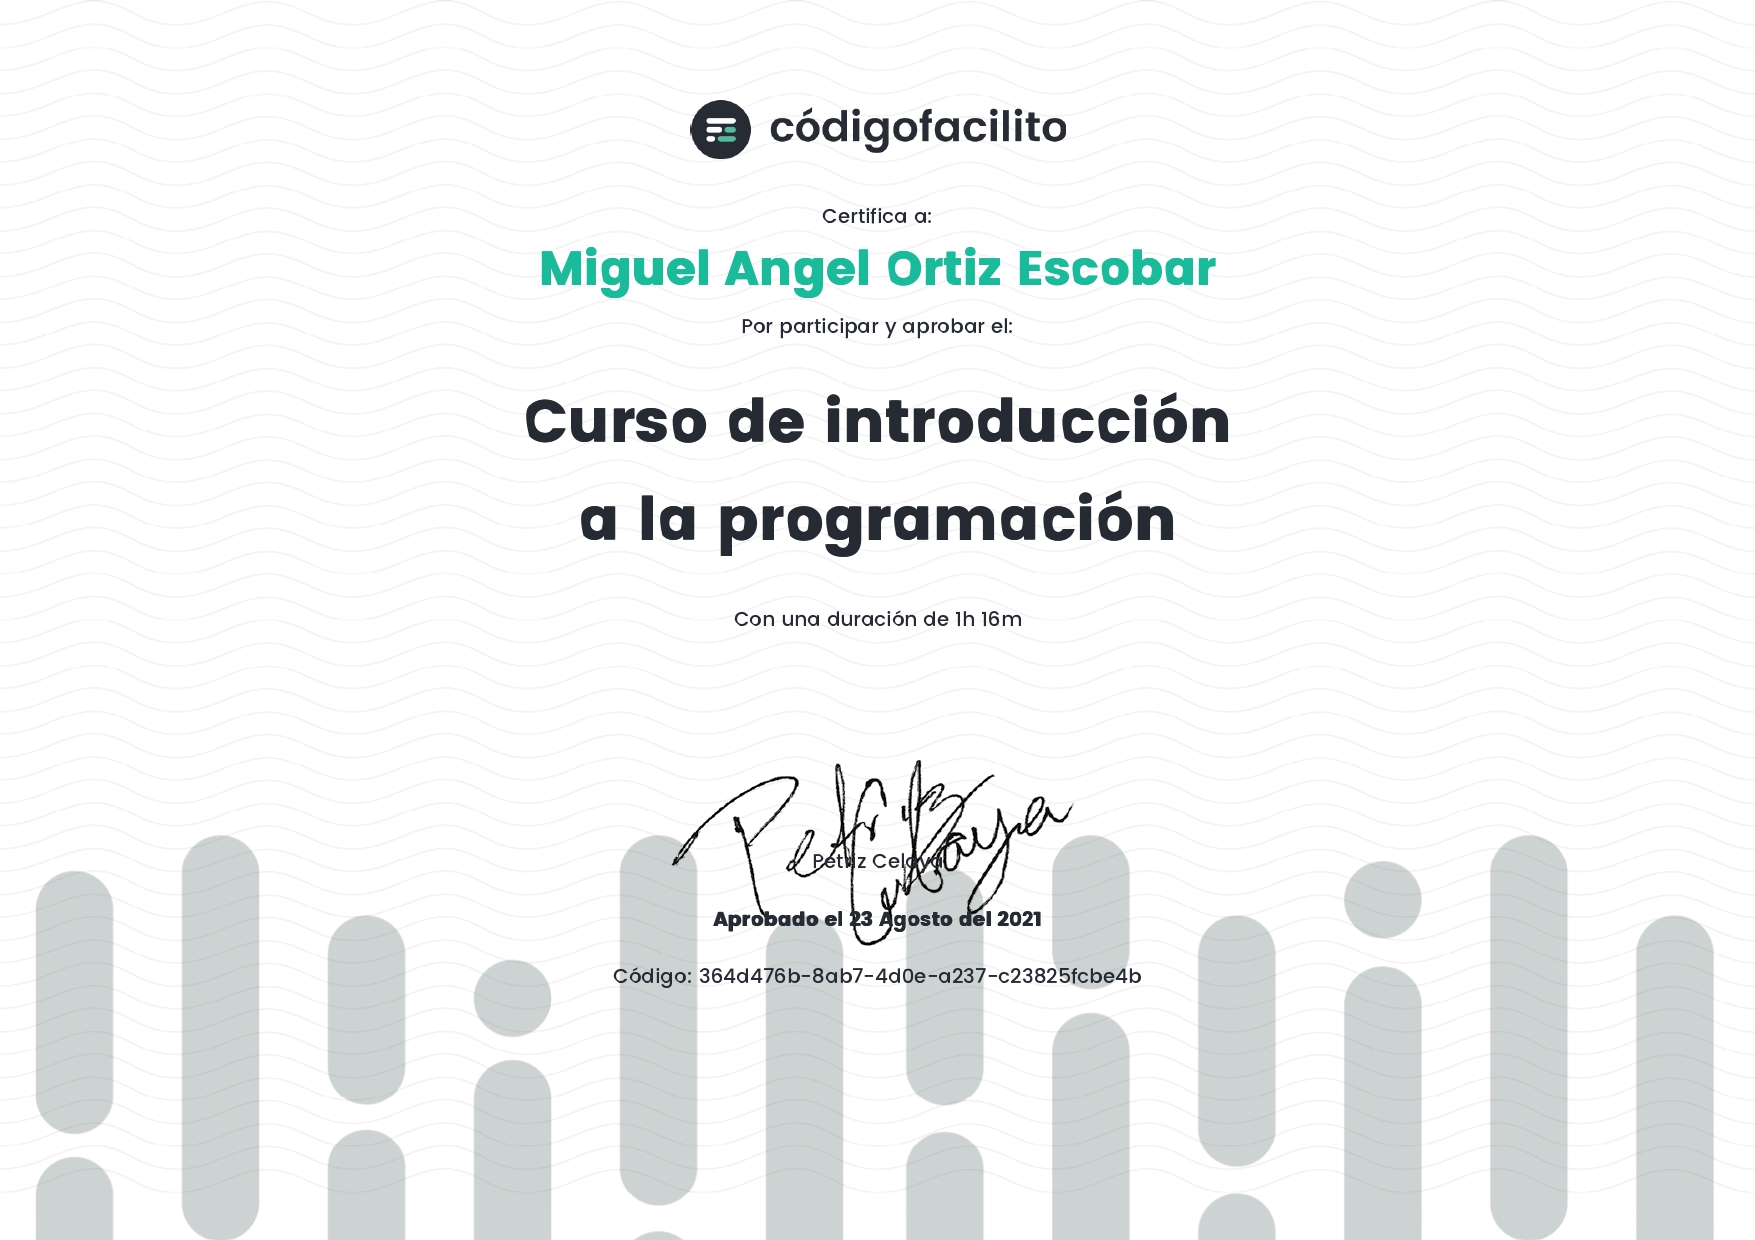 códigofacilito
Certifica a:
Miguel Angel Ortiz Escobar
Por participar y aprobar el:
Curso de introducción
a la programación
Con una duración de 1h 16m
Petriz Celaya
Aprobado el 23 Agosto del 2021
Código: 364d476b-8ab7-4d0e-a237-c23825fcbe4b